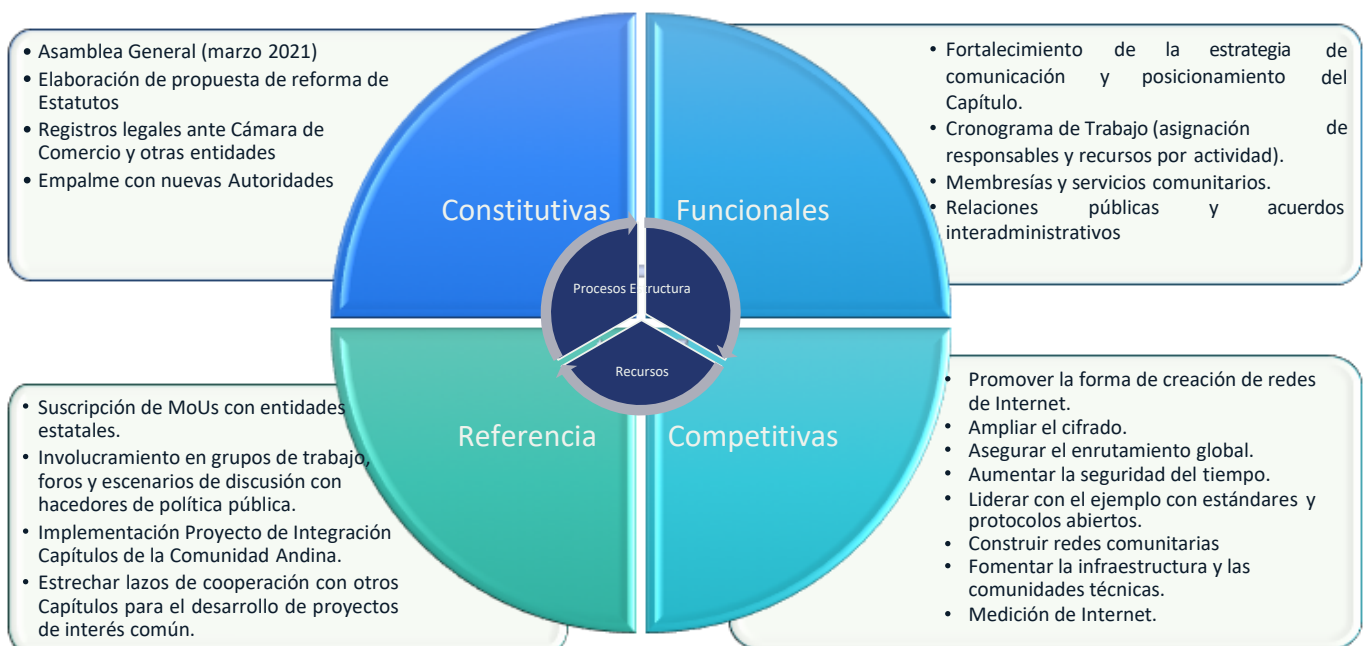 • Asamblea General (marzo 2021)
• Elaboración de propuesta de reforma de
Estatutos
• Registros legales ante Cámara de
Comercio y otras entidades
• Empalme con nuevas Autoridades
• Fortalecimiento de la estrategia de
comunicación y posicionamiento del
Capítulo.
• Cronograma de Trabajo (asignación de
responsables y recursos por actividad).
• Membresías y servicios comunitarios.
• Relaciones públicas y acuerdos
interadministrativos
Constitutivas
Funcionales
Procesos
Estructura
Recursos
Referencia
Competitivas
• Suscripción de MoUs con entidades
estatales.
• Involucramiento en grupos de trabajo,
foros y escenarios de discusión con
hacedores de política pública.
• Implementación Proyecto de Integración
Capítulos de la Comunidad Andina.
• Estrechar lazos de cooperación con otros
Capítulos para el desarrollo de proyectos
de interés común.
• Promover la forma de creación de redes
de Internet.
• Ampliar el cifrado.
• Asegurar el enrutamiento global.
• Aumentar la seguridad del tiempo.
• Liderar con el ejemplo con estándares y
protocolos abiertos.
• Construir redes comunitarias
• Fomentar la infraestructura y las
comunidades técnicas.
• Medición de Internet.